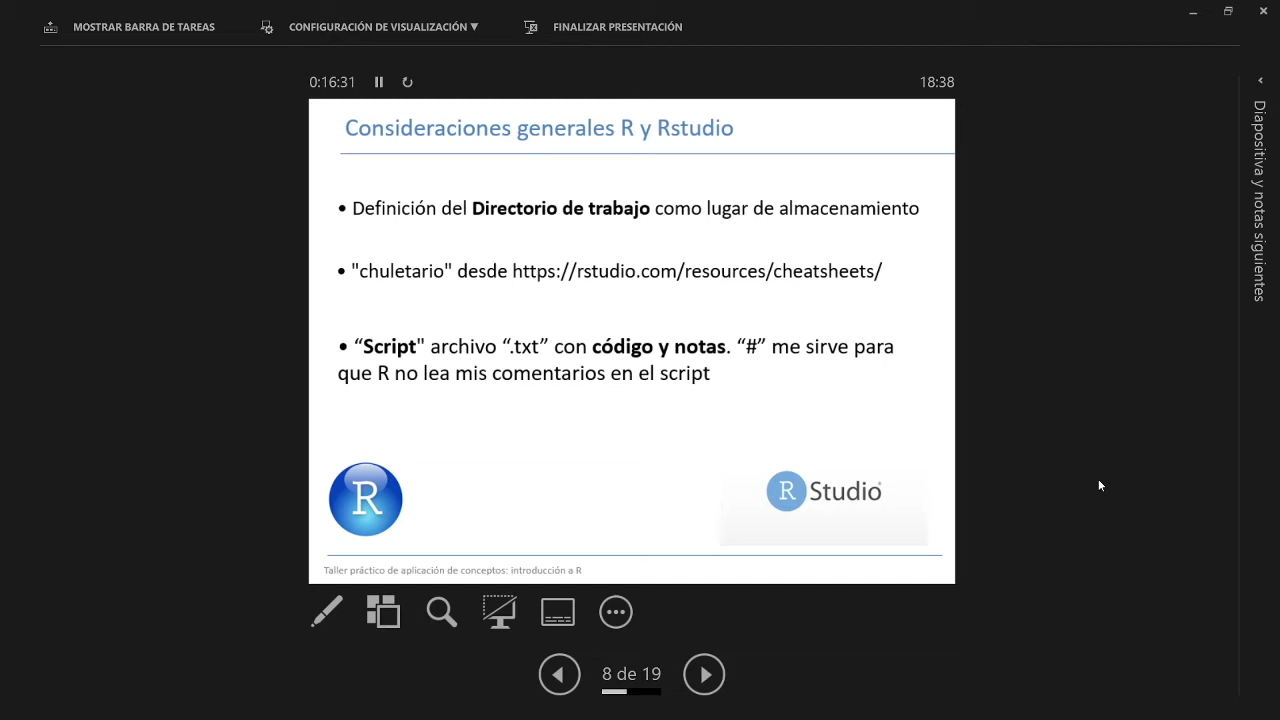 MOSTRAR BARRA DE TAREAS
CONFIGURACIÓN DE VISUALIZACIÓN ▼
FINALIZAR PRESENTACIÓN
0:16:31
18:38
Consideraciones generales R y Rstudio
• Definición del Directorio de trabajo como lugar de almacenamiento
• "chuletario" desde https://rstudio.com/resources/cheatsheets/
• “Script" archivo “.txt” con código y notas. “#” me sirve para
que R no lea mis comentarios en el script
R
R Studio®
Taller práctico de aplicación de conceptos: introducción a R
8 de 19
Diapositiva y notas siguientes